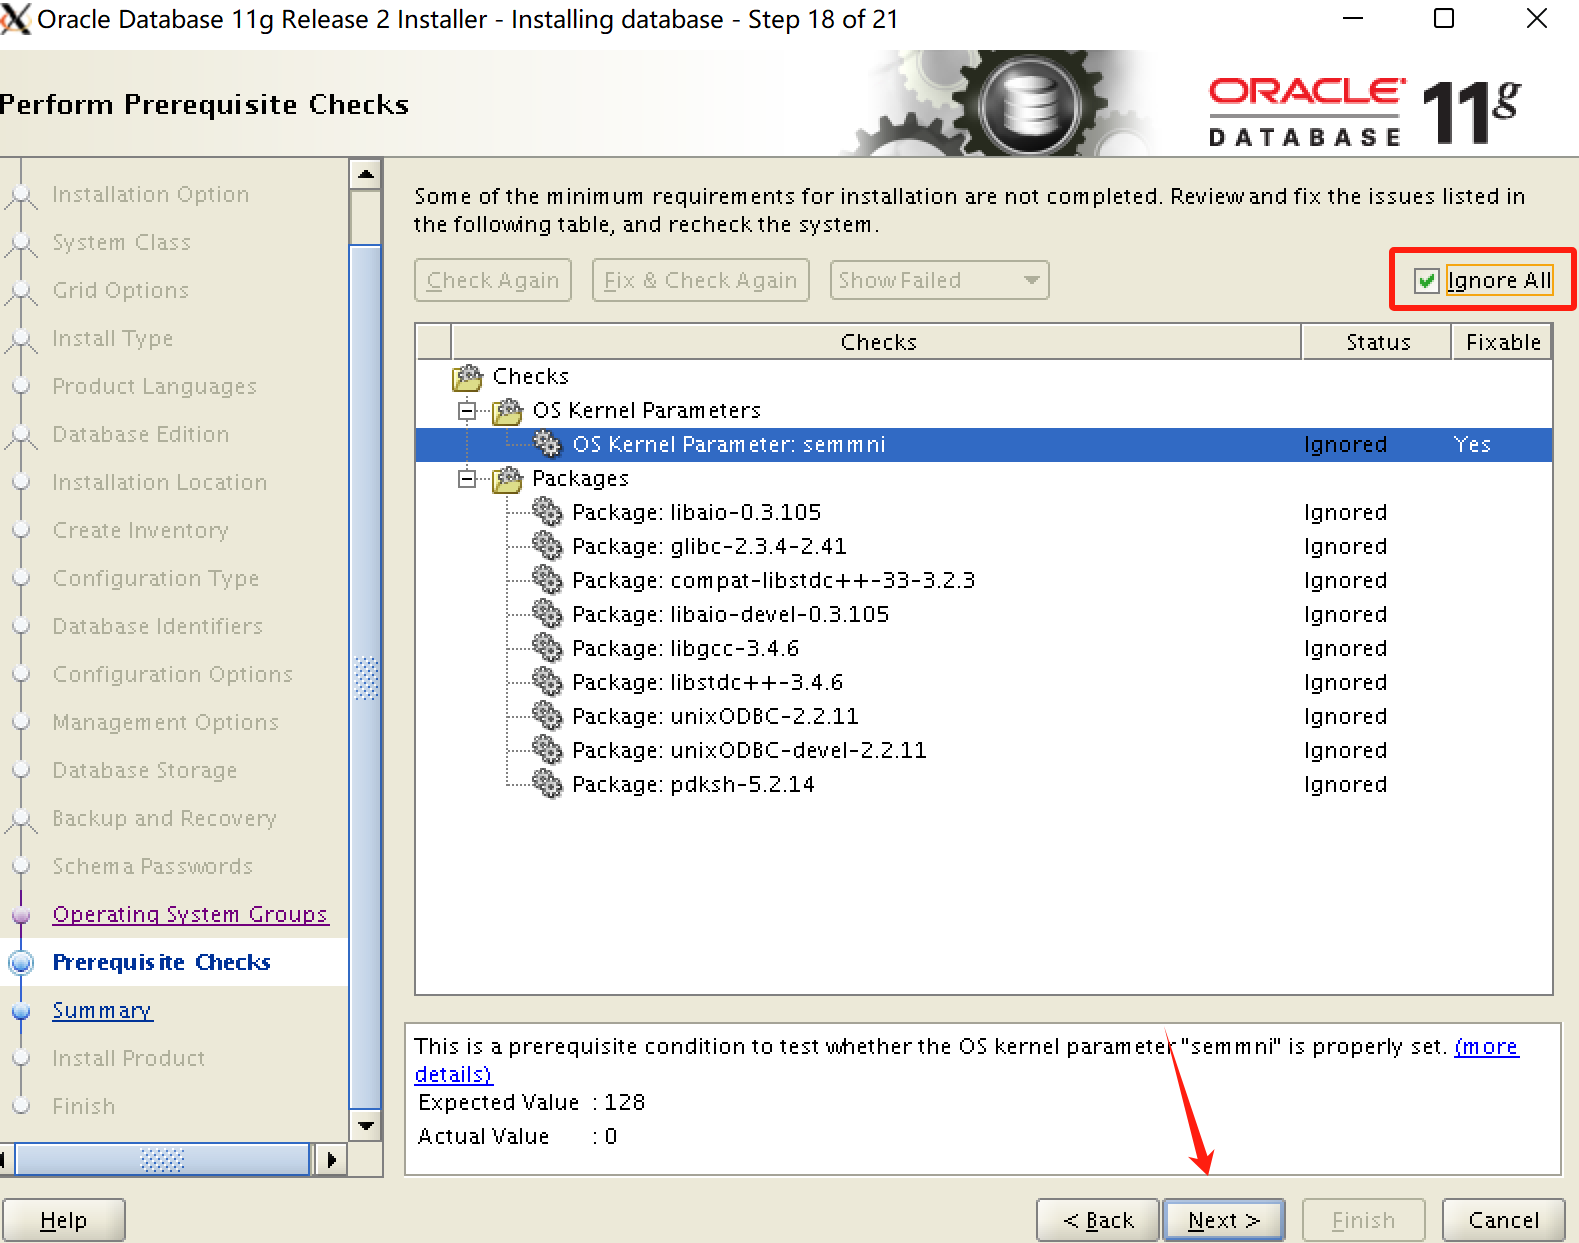 Oracle Database 11g Release 2 Installer - Installing database - Step 18 of 21
Perform Prerequisite Checks
ORACLE
DATABASE
11g
Installation Option
System Class
Grid Options
Install Type
Product Languages
Database Edition
Installation Location
Create Inventory
Configuration Type
Database Identifiers
Configuration Options
Management Options
Database Storage
Backup and Recovery
Schema Passwords
Operating System Groups
Prerequisite Checks
Summary
Install Product
Finish
Some of the minimum requirements for installation are not completed. Review and fix the issues listed in
the following table, and recheck the system.
Check Again
Fix & Check Again
Show Failed
Ignore All
Checks Status Fixable
Checks
OS Kernel Parameters
OS Kernel Parameter: semmni Ignored Yes
Packages
Package: libaio-0.3.105 Ignored
Package: glibc-2.3.4-2.41 Ignored
Package: compat-libstdc++-33-3.2.3 Ignored
Package: libaio-devel-0.3.105 Ignored
Package: libgcc-3.4.6 Ignored
Package: libstdc++-3.4.6 Ignored
Package: unixODBC-2.2.11 Ignored
Package: unixODBC-devel-2.2.11 Ignored
Package: pdksh-5.2.14 Ignored
This is a prerequisite condition to test whether the OS kernel parameter "semmni" is properly set. (more
details)
Expected Value : 128
Actual Value : 0
Help
< Back
Next >
Finish
Cancel